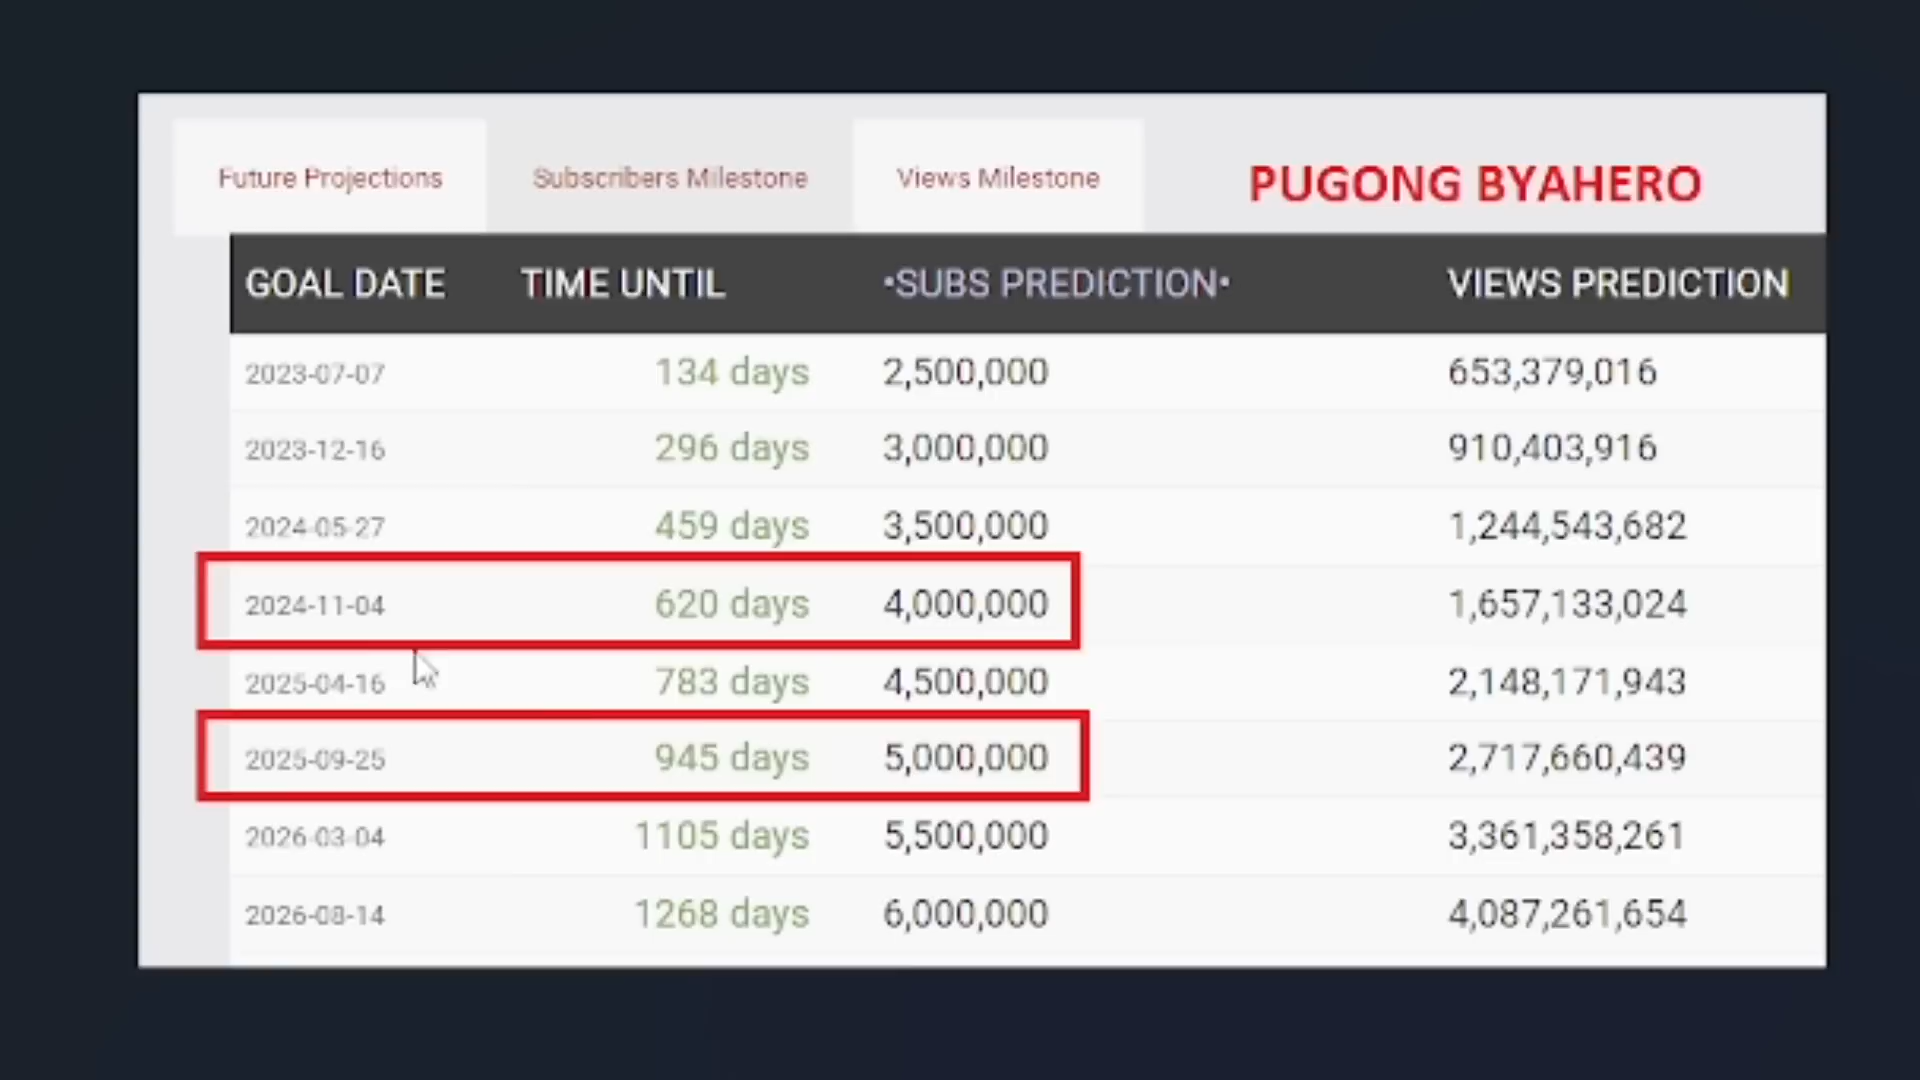 Future Projections Subscribers Milestone Views Milestone PUGONG BYAHERO
GOAL DATE TIME UNTIL •SUBS PREDICTION• VIEWS PREDICTION
2023-07-07 134 days 2,500,000 653,379,016
2023-12-16 296 days 3,000,000 910,403,916
2024-05-27 459 days 3,500,000 1,244,543,682
2024-11-04 620 days 4,000,000 1,657,133,024
2025-04-16 783 days 4,500,000 2,148,171,943
2025-09-25 945 days 5,000,000 2,717,660,439
2026-03-04 1105 days 5,500,000 3,361,358,261
2026-08-14 1268 days 6,000,000 4,087,261,654